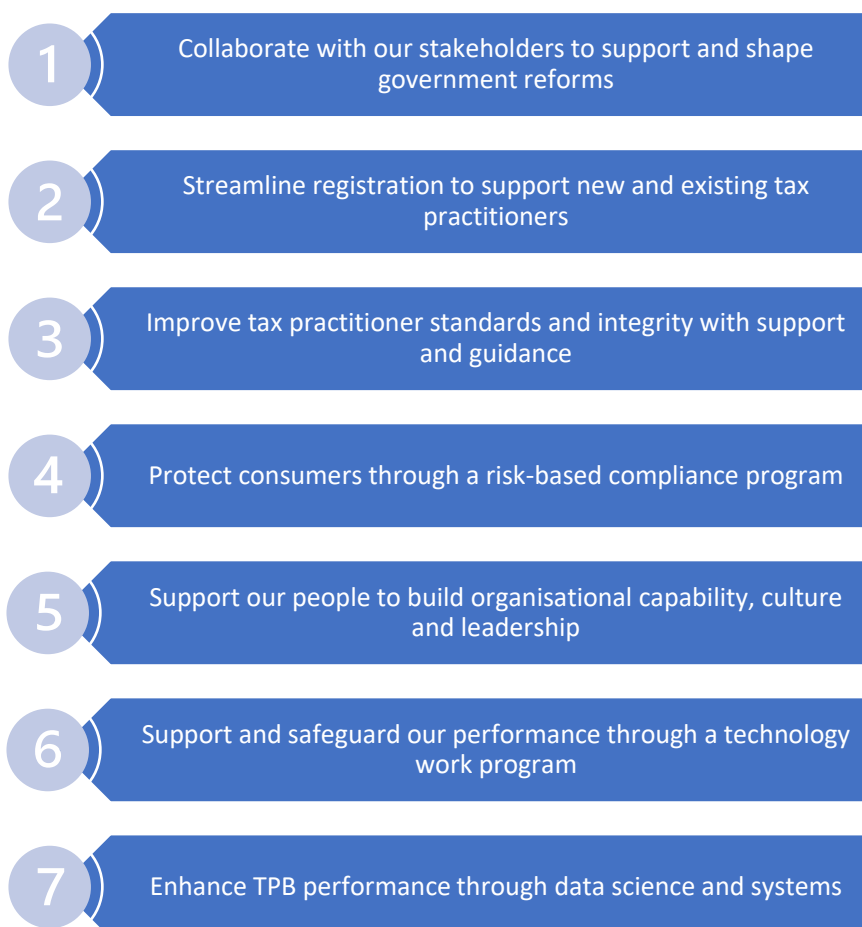 1
Collaborate with our stakeholders to support and shape
government reforms
2
Streamline registration to support new and existing tax
practitioners
3
Improve tax practitioner standards and integrity with support
and guidance
4
Protect consumers through a risk-based compliance program
5
Support our people to build organisational capability, culture
and leadership
6
Support and safeguard our performance through a technology
work program
7
Enhance TPB performance through data science and systems